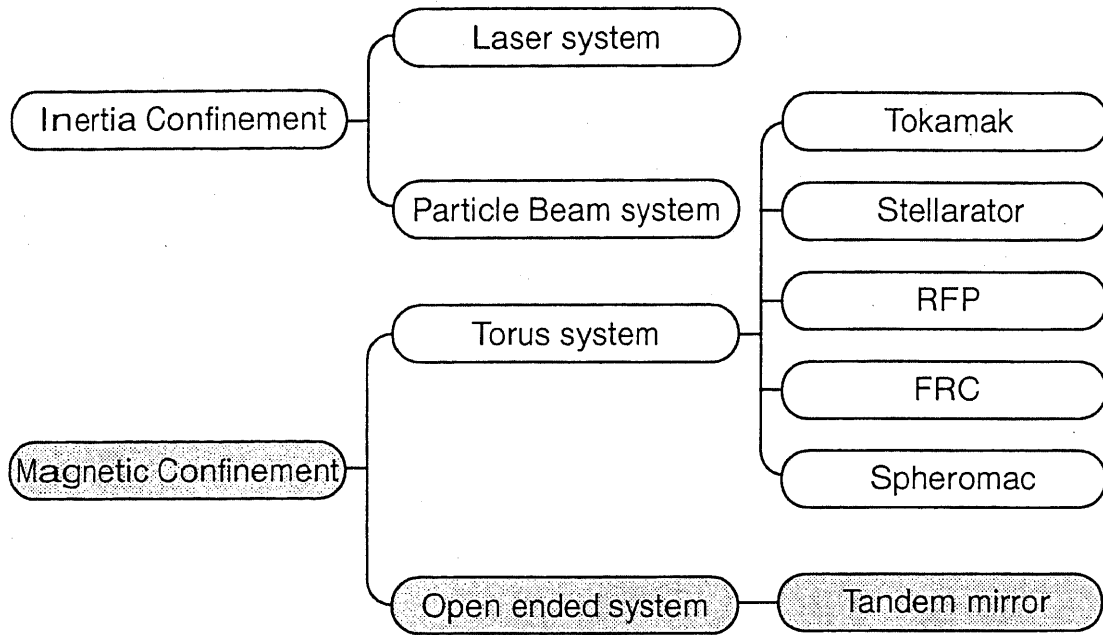 Laser system
Inertia Confinement
Tokamak
Particle Beam system
Stellarator
RFP
Torus system
FRC
Magnetic Confinement
Spheromac
Open ended system
Tandem mirror